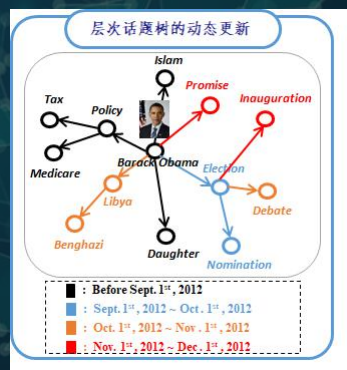 层次话题树的动态更新
Islam
Promise
Tax
Inauguration
Policy
Barack Obama
Election
Medicare
Libya
Debate
Benghazi
Daughter
Nomination
: Before Sept. 1st, 2012
: Sept. 1st, 2012 ~ Oct. 1st, 2012
: Oct. 1st, 2012 ~ Nov. 1st, 2012
: Nov. 1st, 2012 ~ Dec. 1st, 2012